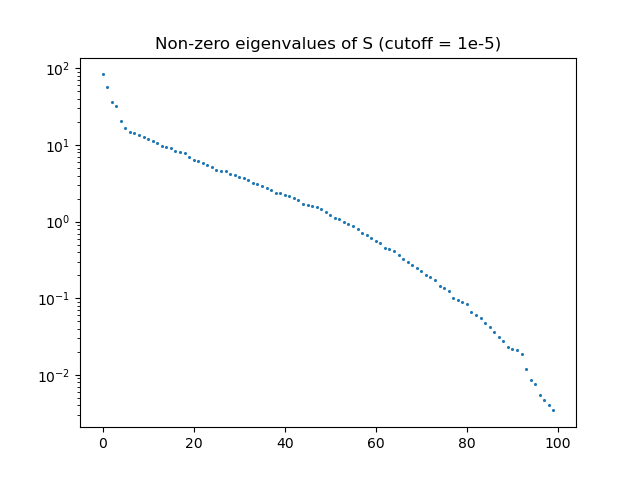 Non-zero eigenvalues of S (cutoff = 1e-5)
10²
10¹
10⁰
10⁻¹
10⁻²
0 20 40 60 80 100